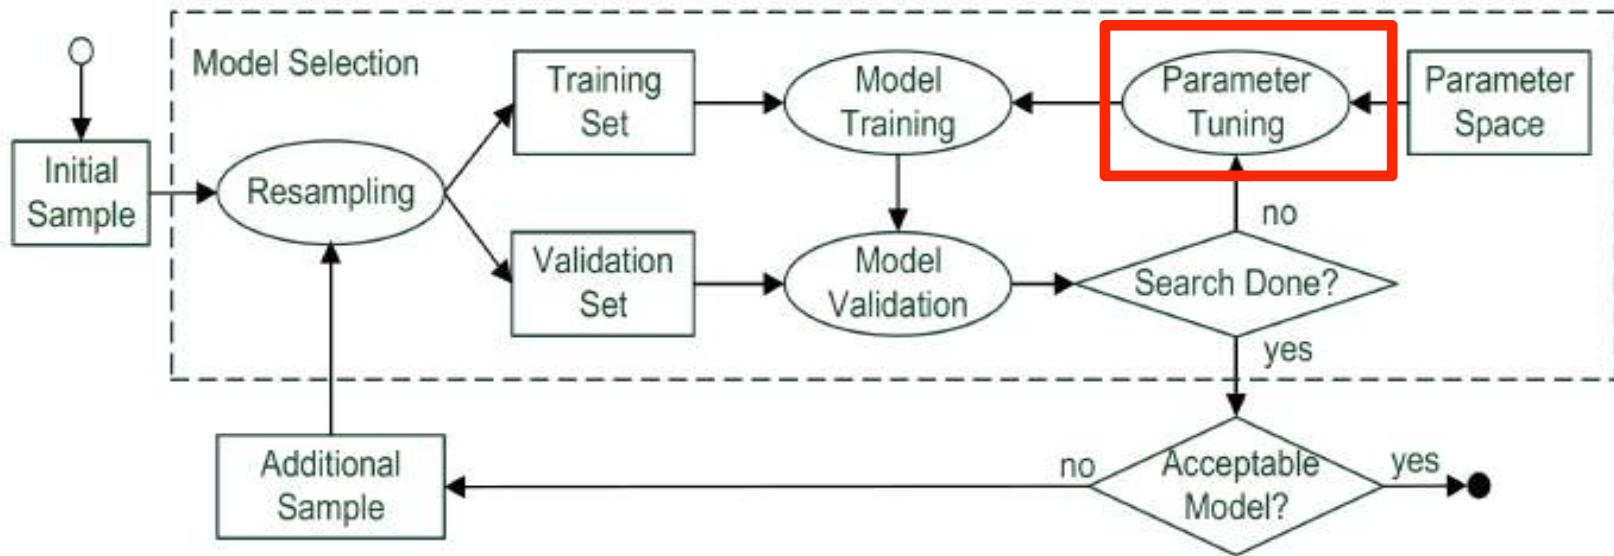 Model Selection
Training
Set
Model
Training
Parameter
Tuning
Parameter
Space
Initial
Sample
Resampling
no
Validation
Set
Model
Validation
Search Done?
yes
Additional
Sample
no
Acceptable
Model?
yes